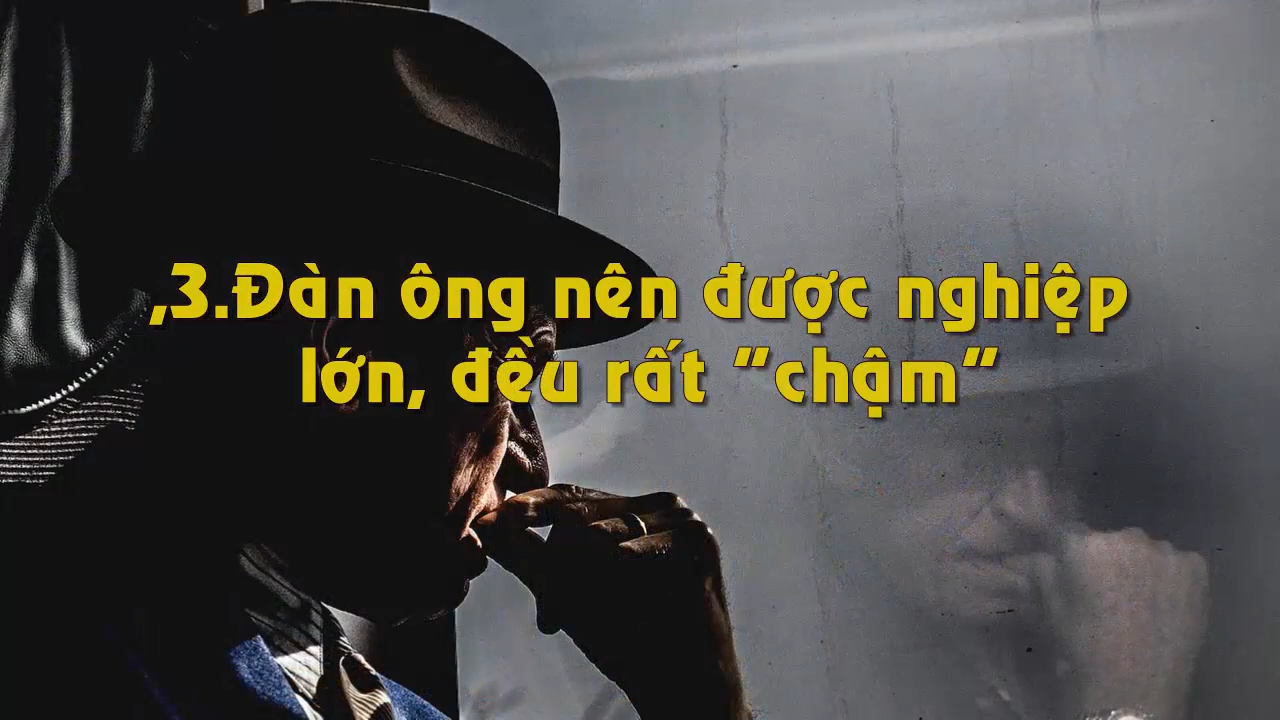 ,3.Đàn ông nên được nghiệp
lớn, đều rất "chậm"